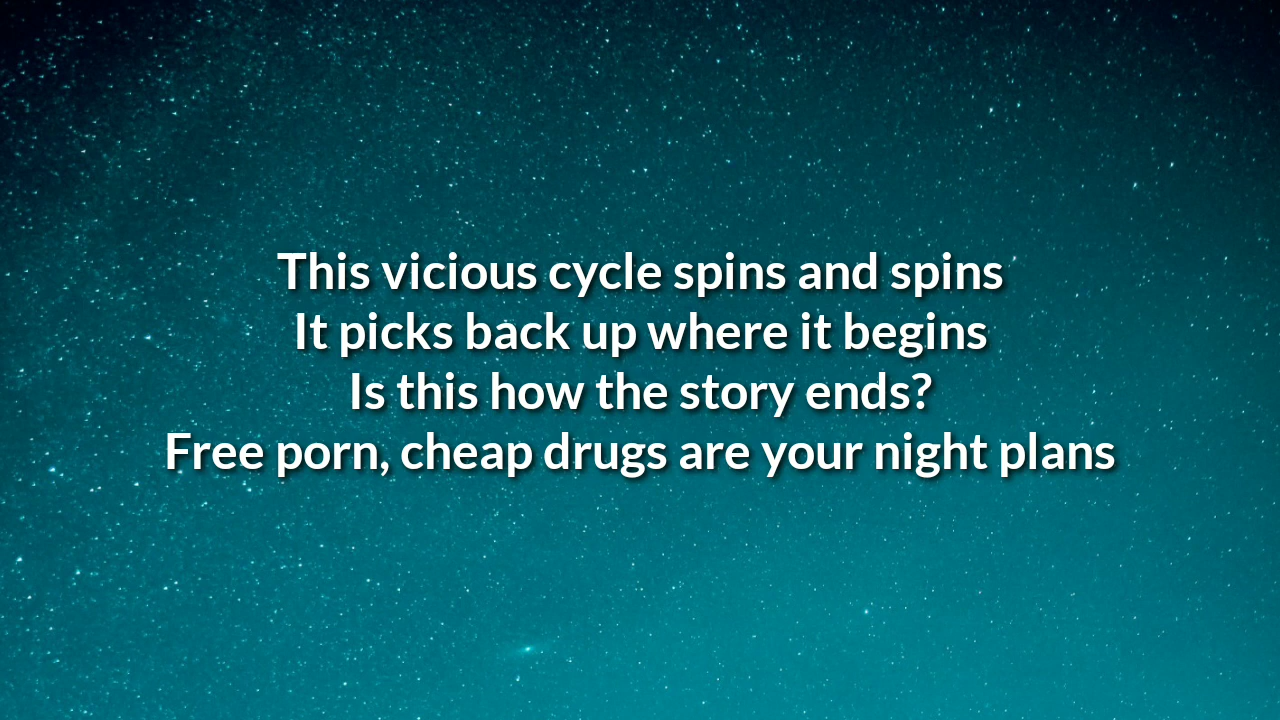 This vicious cycle spins and spins
It picks back up where it begins
Is this how the story ends?
Free porn, cheap drugs are your night plans